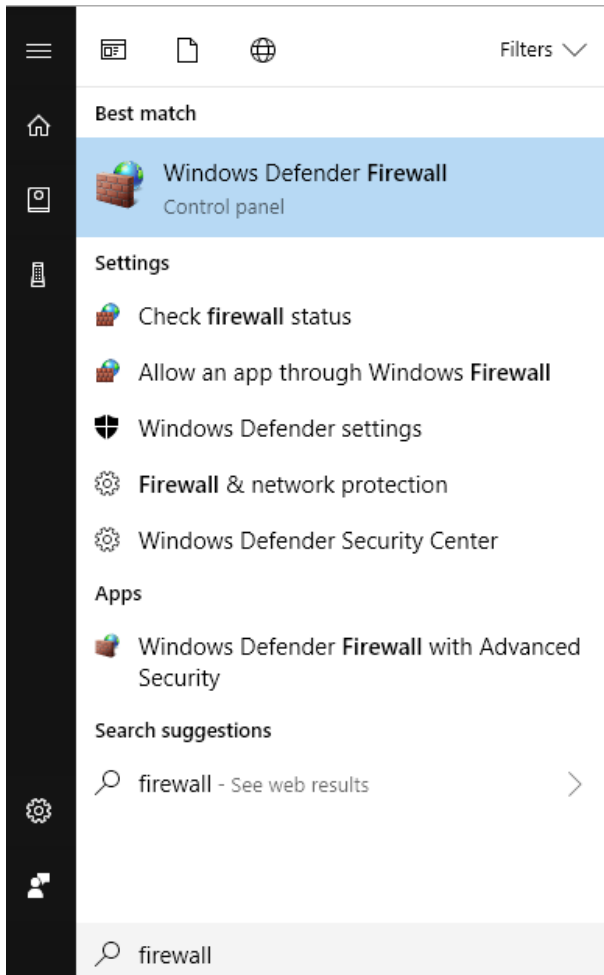 Filters
Best match
Windows Defender Firewall
Control panel
Settings
Check firewall status
Allow an app through Windows Firewall
Windows Defender settings
Firewall & network protection
Windows Defender Security Center
Apps
Windows Defender Firewall with Advanced
Security
Search suggestions
firewall - See web results
firewall